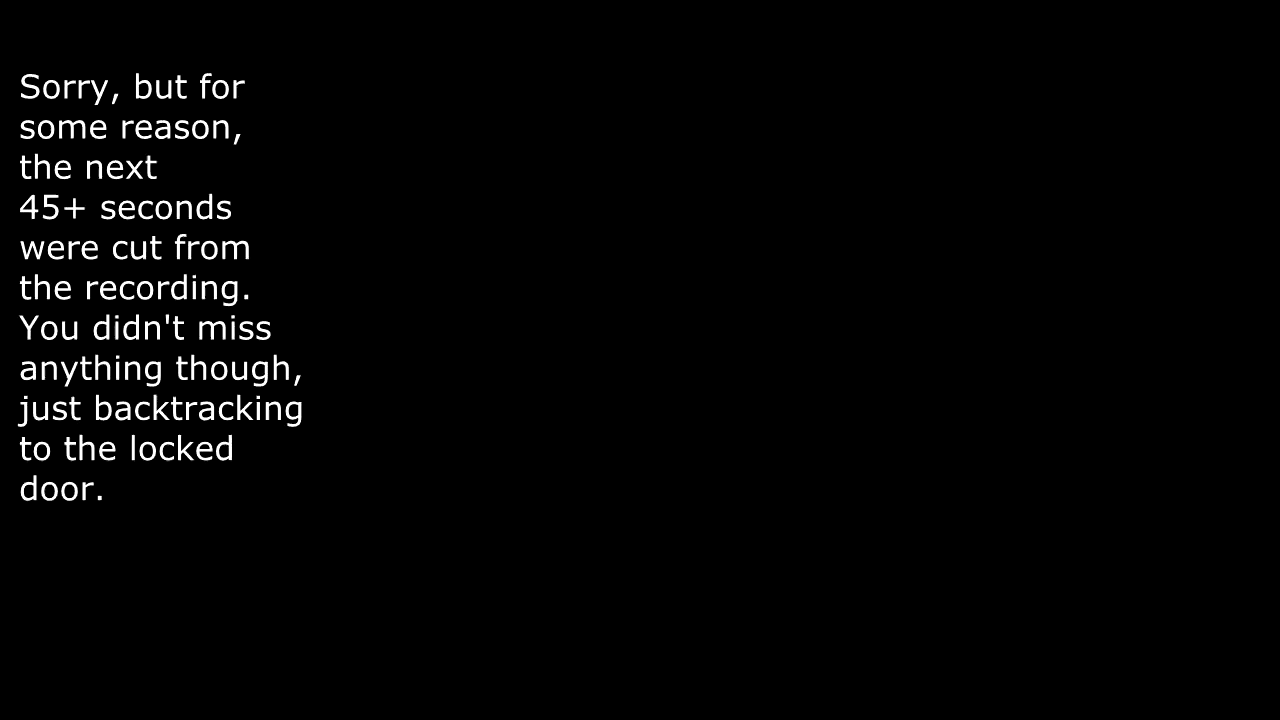 Sorry, but for
some reason,
the next
45+ seconds
were cut from
the recording.
You didn't miss
anything though,
just backtracking
to the locked
door.